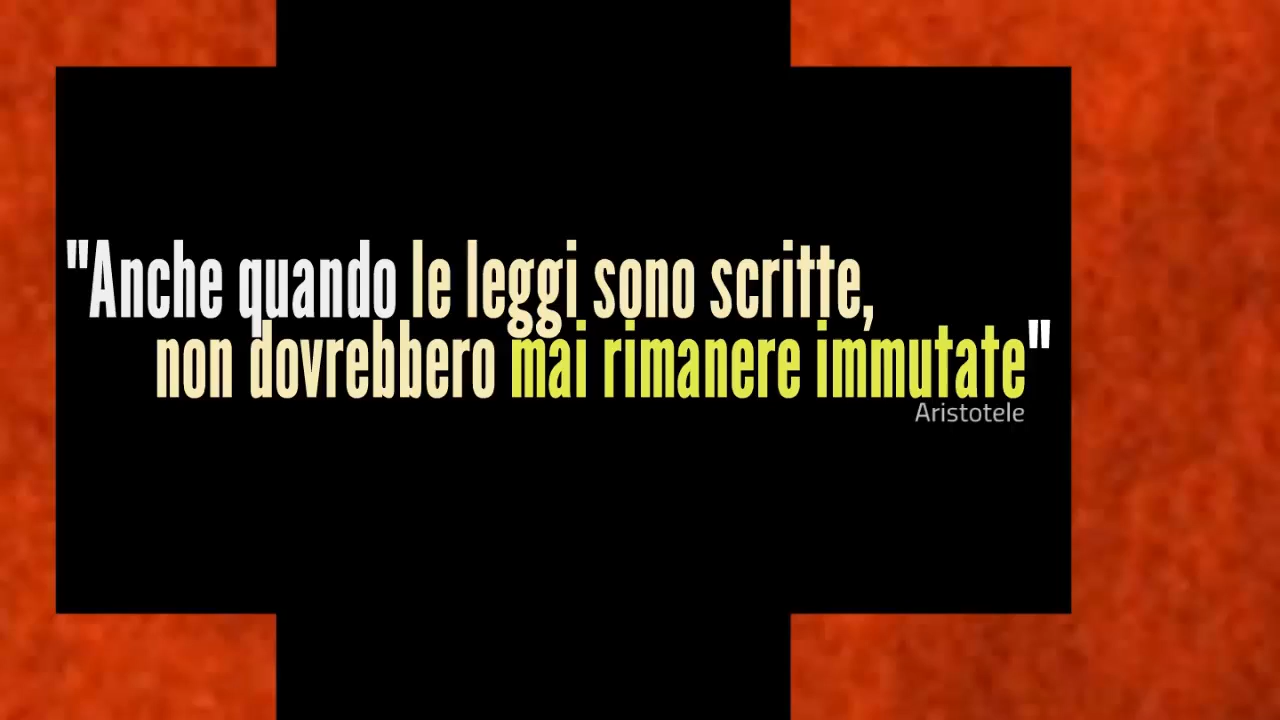 "Anche quando le leggi sono scritte,
non dovrebbero mai rimanere immutate"
Aristotele